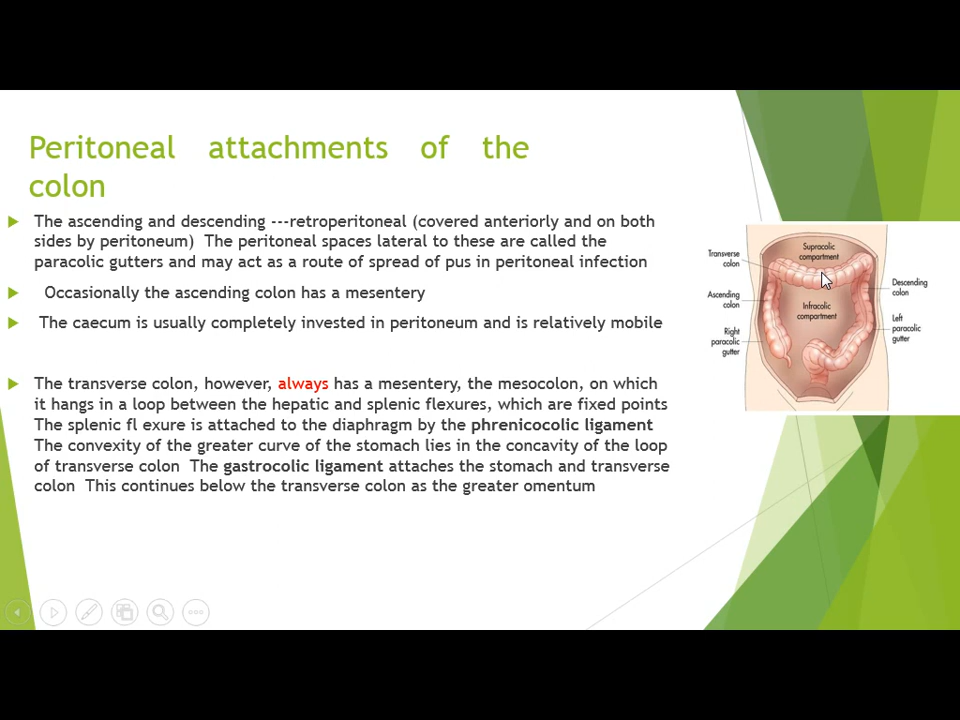 Peritoneal attachments of the
colon
The ascending and descending ---retroperitoneal (covered anteriorly and on both
sides by peritoneum) The peritoneal spaces lateral to these are called the
paracolic gutters and may act as a route of spread of pus in peritoneal infection
Occasionally the ascending colon has a mesentery
The caecum is usually completely invested in peritoneum and is relatively mobile
The transverse colon, however, always has a mesentery, the mesocolon, on which
it hangs in a loop between the hepatic and splenic flexures, which are fixed points
The splenic fl exure is attached to the diaphragm by the phrenicocolic ligament
The convexity of the greater curve of the stomach lies in the concavity of the loop
of transverse colon The gastrocolic ligament attaches the stomach and transverse
colon This continues below the transverse colon as the greater omentum
Supracolic
compartment
Transverse
colon
Ascending
colon
Infracolic
compartment
Descending
colon
Right
paracolic
gutter
Left
paracolic
gutter